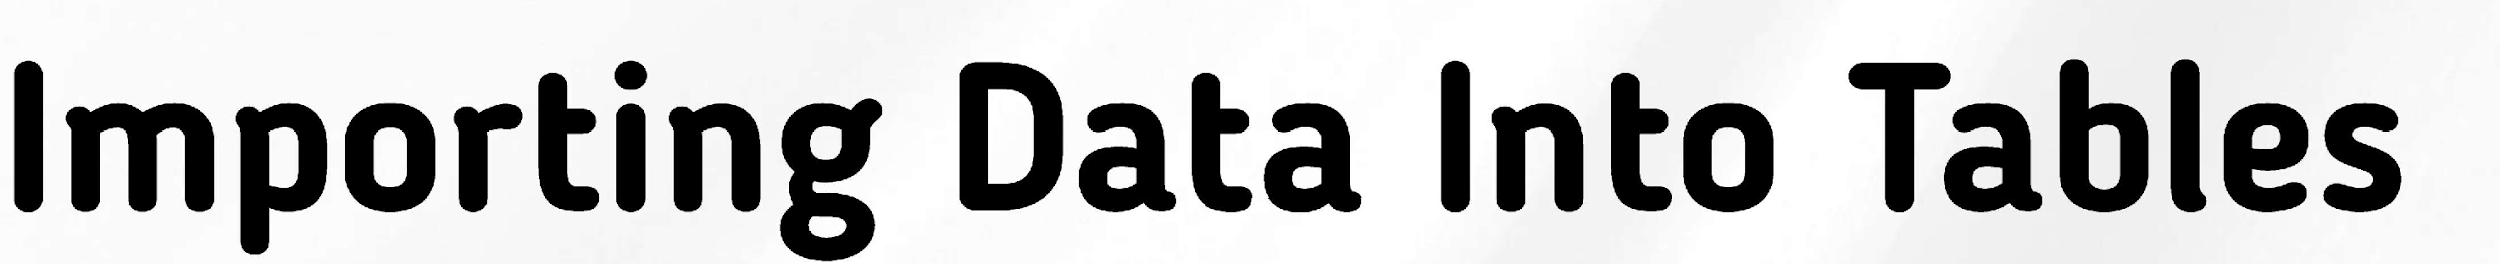 Importing Data Into Tables